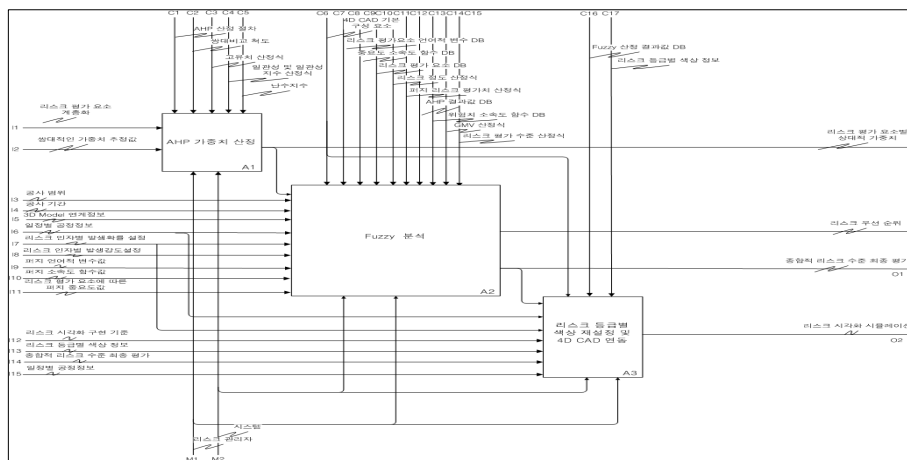 C1 C2 C3 C4 C5
C6 C7 C8 C9 C10 C11 C12 C13 C14 C15
C16 C17
AHP 산정 절차
쌍대비교 척도
고유치 산정식
일관성 및 일관성
지수 산정식
난수지수
4D CAD 기본
구성 요소
리스크 평가요소 언어적 변수 DB
중요도 소속도 함수 DB
리스크 평가 요소 DB
리스크 정도 산정식
퍼지 리스크 평가치 산정식
AHP 결과값 DB
위험치 소속도 함수 DB
GMV 산정식
리스크 평가 수준 산정식
Fuzzy 산정 결과값 DB
리스크 등급별 색상 정보
리스크 평가 요소
계층화
I1
쌍대적인 가중치 추정값
I2
AHP 가중치 산정
A1
리스크 평가 요소별
상대적 가중치
공사 범위
I3
공사 기간
I4
3D Model 연계정보
I5
일정별 공정정보
I6
리스크 인자별 발생확률 설정
I7
리스크 인자별 발생강도설정
I8
퍼지 언어적 변수값
I9
퍼지 소속도 함수값
I10
리스크 평가 요소에 따른
퍼지 중요도값
I11
Fuzzy 분석
A2
리스크 우선 순위
종합적 리스크 수준 최종 평가
O1
리스크 시각화 구현 기준
I12
리스크 등급별 색상 정보
I13
종합적 리스크 수준 최종 평가
I14
일정별 공정정보
I15
리스크 등급별
색상 재설정 및
4D CAD 연동
A3
리스크 시각화 시뮬레이션
O2
시스템
리스크 관리자
M1 M2